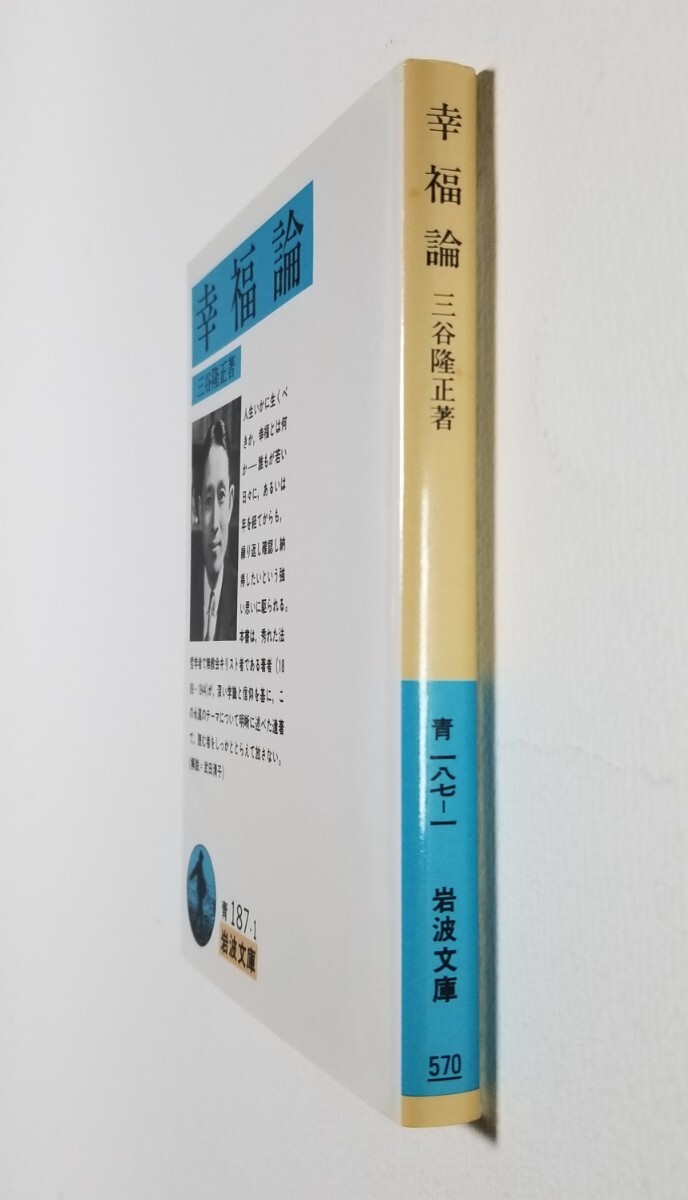 幸福論
三谷隆正著
人生いかに生くべ
きか，幸福とは何
か――誰もが若い
日々に，あるいは
年を経てからも，
繰り返し確認し納
得したいという強
い思いに駆られる。
本書は，秀れた法
哲学者で無教会キリスト者である著者（18
89－1944）が，深い学識と信仰を基に，こ
の永遠のテーマについて明晰に述べた遺著
で，読む者をしっかととらえて放さない。
（解説＝武田清子）
青 187-1
岩波文庫
幸福論
三谷隆正著
青 一八七-一
岩波文庫
570